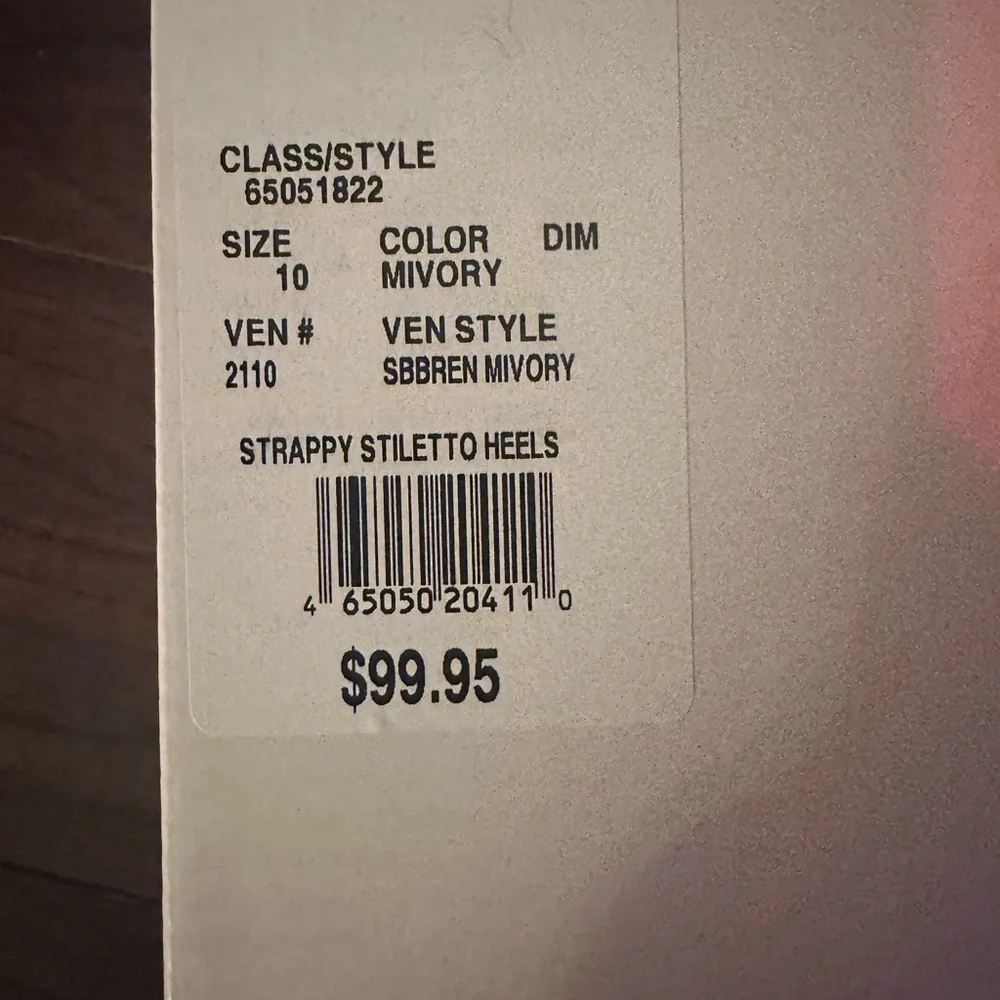 CLASS/STYLE
65051822
SIZE COLOR DIM
10 MIVORY
VEN # VEN STYLE
2110 SBBREN MIVORY
STRAPPY STILETTO HEELS
4 65050 20411 0
$99.95